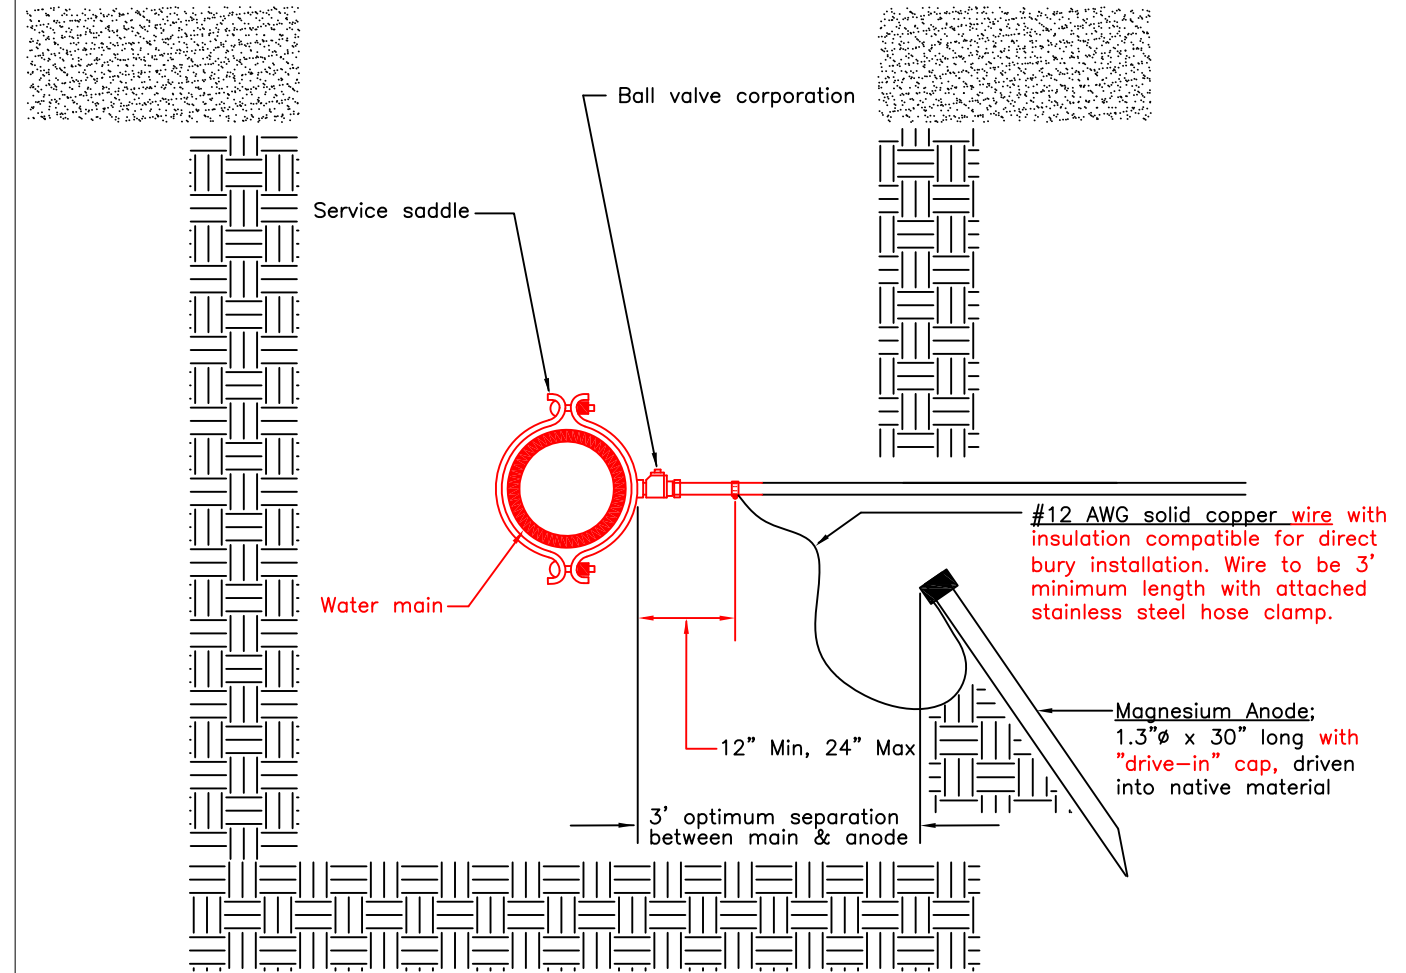 Ball valve corporation
Service saddle
#12 AWG solid copper wire with
insulation compatible for direct
bury installation. Wire to be 3'
minimum length with attached
stainless steel hose clamp.
Water main
Magnesium Anode;
1.3"ø x 30" long with
"drive-in" cap, driven
into native material
12" Min, 24" Max
3' optimum separation
between main & anode